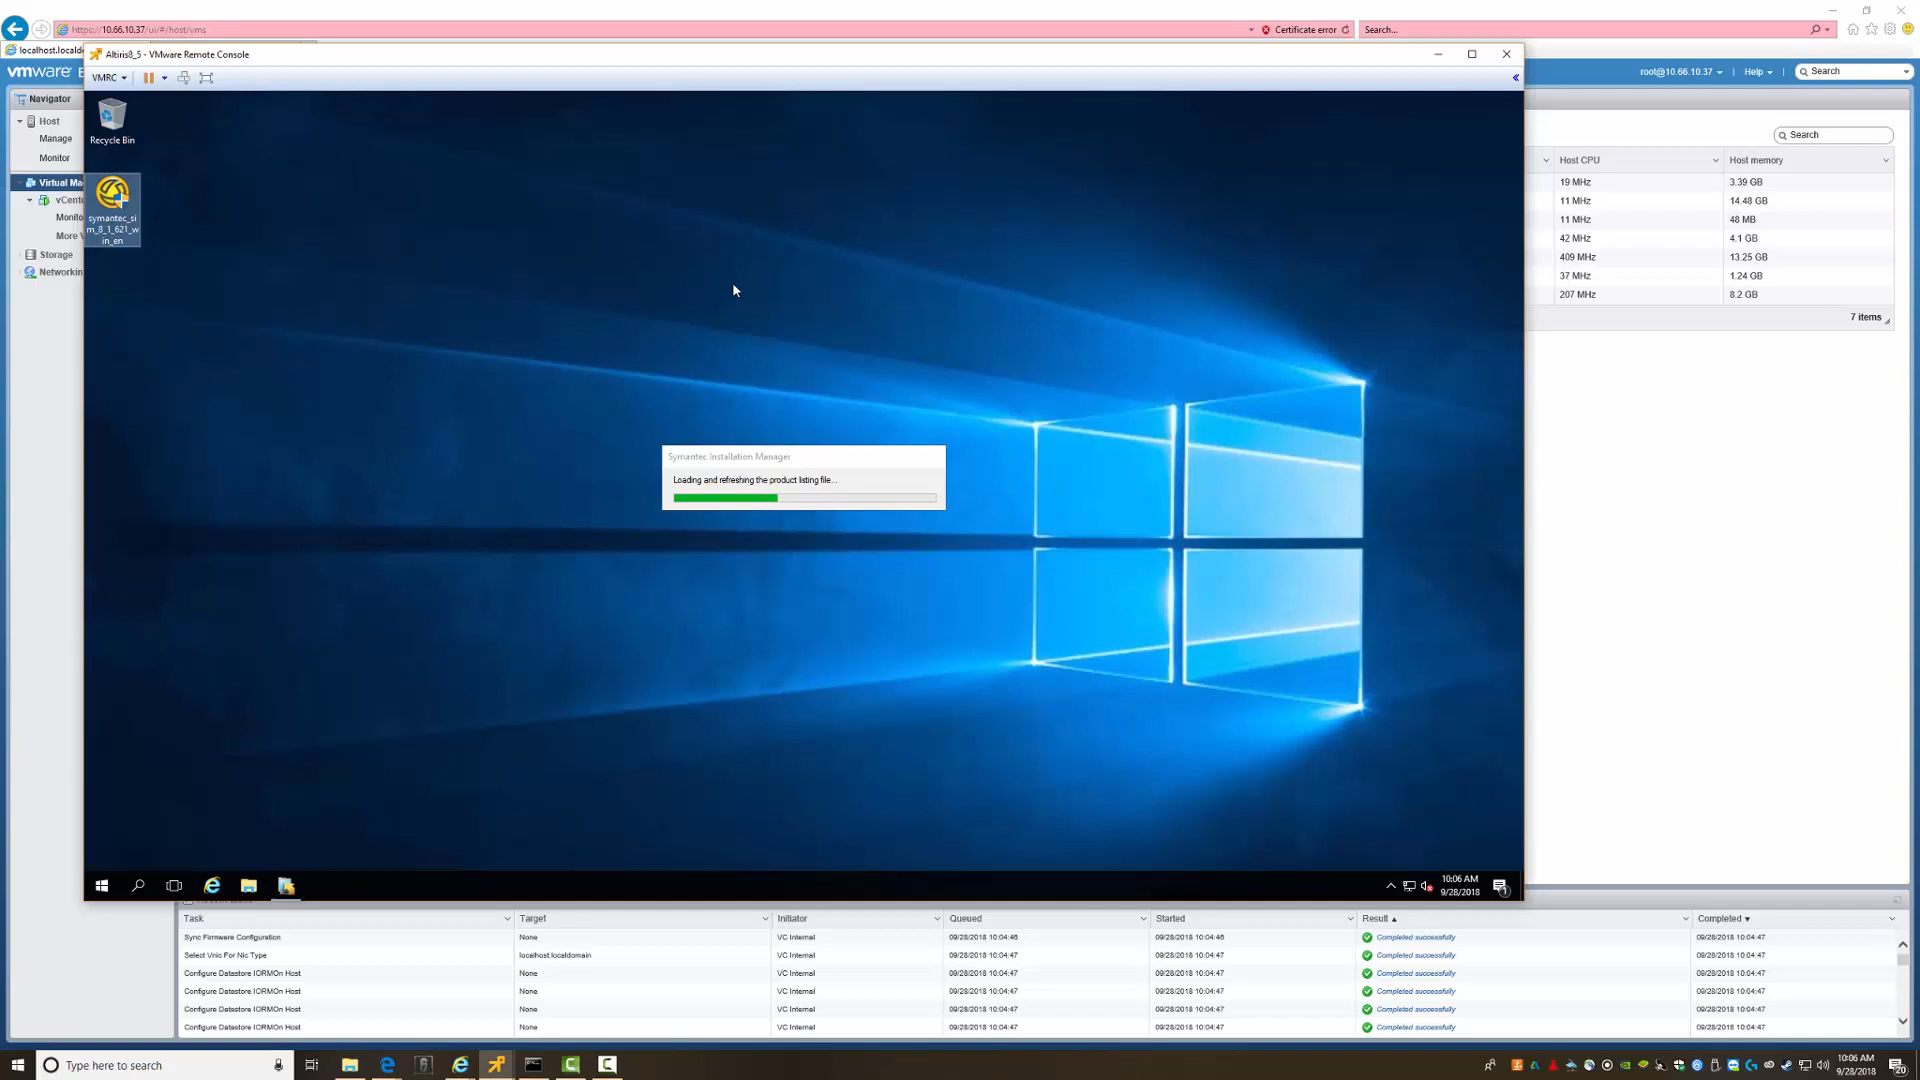 https://10.66.10.37/ui/#/host/vms
Certificate error
Search...
localhost.locald
Altiris8_5 - VMware Remote Console
vmware
VMRC
root@10.66.10.37
Help
Search
Navigator
Host
Manage
Monitor
Virtual Ma
vCent
Monito
More V
Storage
Networkin
Recycle Bin
symantec_si
m_8_1_621_w
in_en
Search
Host CPU
Host memory
19 MHz
3.39 GB
11 MHz
14.48 GB
11 MHz
48 MB
42 MHz
4.1 GB
409 MHz
13.25 GB
37 MHz
1.24 GB
207 MHz
8.2 GB
7 items
Symantec Installation Manager
Loading and refreshing the product listing file...
10:06 AM
9/28/2018
Task
Target
Initiator
Queued
Started
Result
Completed
Sync Firmware Configuration
None
VC Internal
09/28/2018 10:04:46
09/28/2018 10:04:46
Completed successfully
09/28/2018 10:04:47
Select Vnic For Nic Type
localhost.localdomain
VC Internal
09/28/2018 10:04:47
09/28/2018 10:04:47
Completed successfully
09/28/2018 10:04:47
Configure Datastore IORMOn Host
None
VC Internal
09/28/2018 10:04:47
09/28/2018 10:04:47
Completed successfully
09/28/2018 10:04:47
Configure Datastore IORMOn Host
None
VC Internal
09/28/2018 10:04:47
09/28/2018 10:04:47
Completed successfully
09/28/2018 10:04:47
Configure Datastore IORMOn Host
None
VC Internal
09/28/2018 10:04:47
09/28/2018 10:04:47
Completed successfully
09/28/2018 10:04:47
Configure Datastore IORMOn Host
None
VC Internal
09/28/2018 10:04:47
09/28/2018 10:04:47
Completed successfully
09/28/2018 10:04:47
Type here to search
10:06 AM
9/28/2018
20